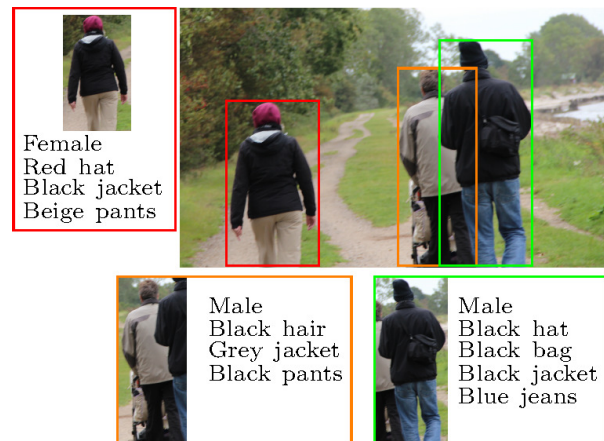 Female
Red hat
Black jacket
Beige pants
Male
Black hair
Grey jacket
Black pants
Male
Black hat
Black bag
Black jacket
Blue jeans